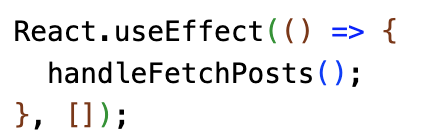 React.useEffect(() => {
  handleFetchPosts();
}, []);